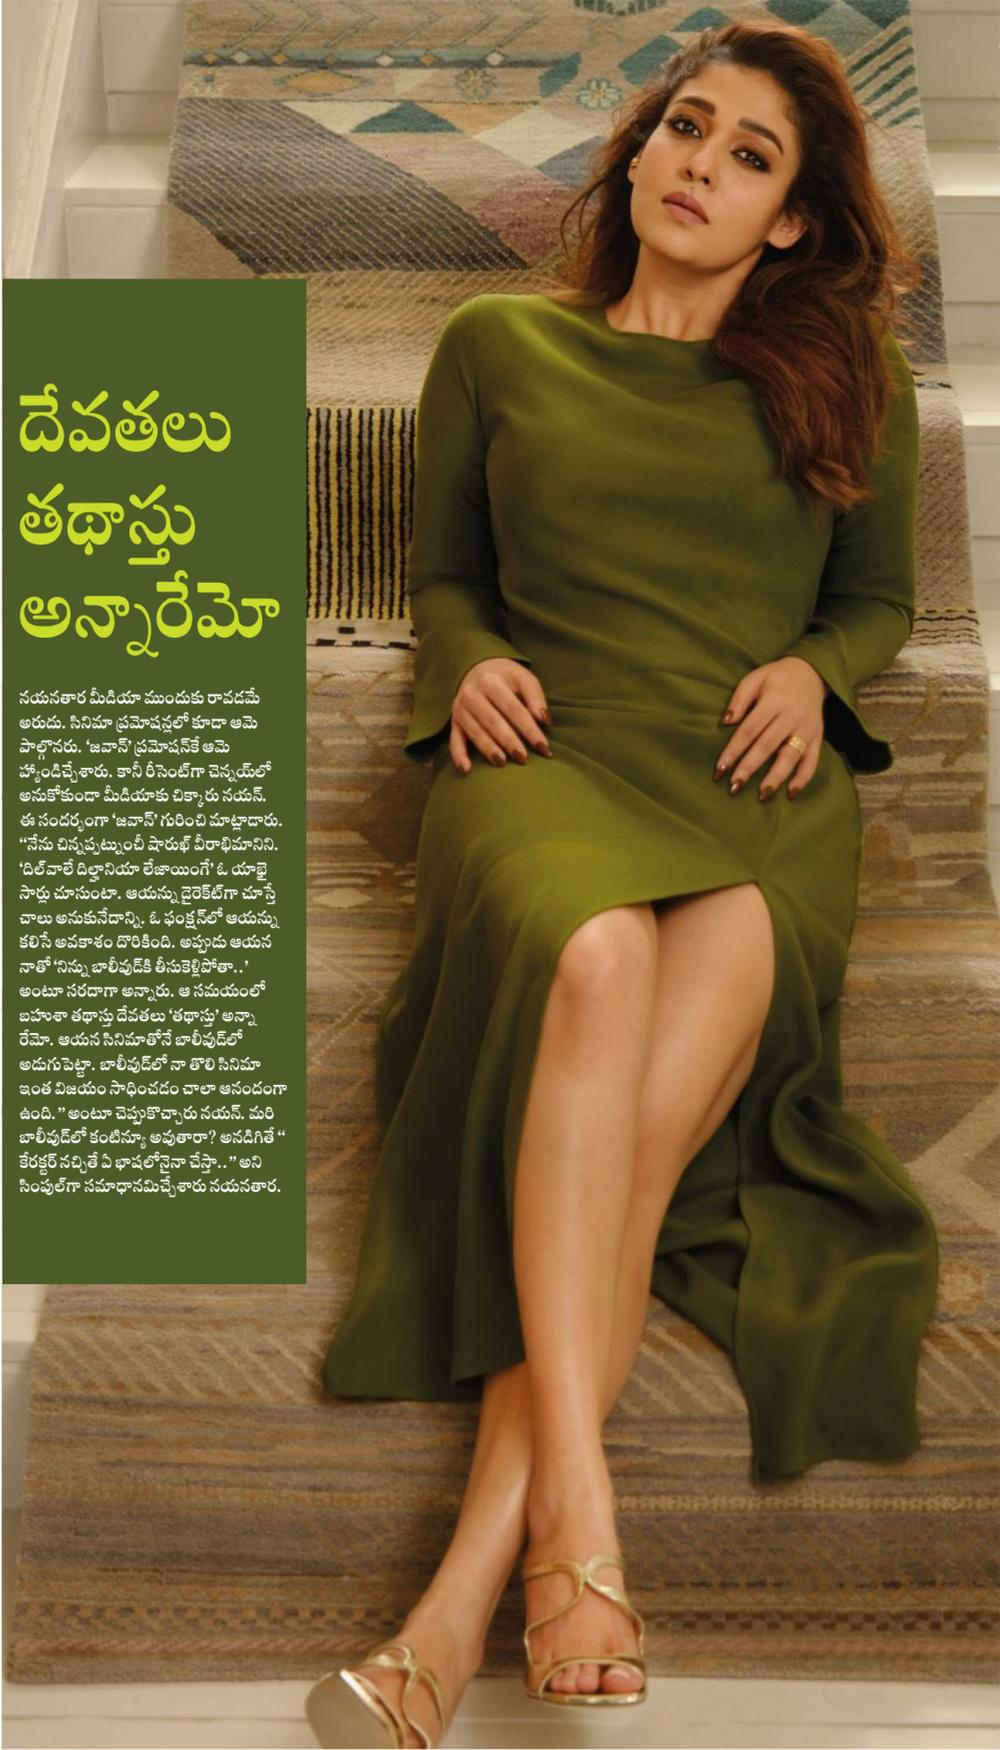 దేవతలు
తథాస్తు
అన్నారేమో
నయనతార మీడియా ముందుకు రావడమే
అరుదు. సినిమా ప్రమోషన్లలో కూడా ఆమె
పాల్గొనరు. ‘జవాన్’ ప్రమోషన్‌కే ఆమె
హ్యాండిచ్చేశారు. కానీ రీసెంట్‌గా చెన్నయ్‌లో
అనుకోకుండా మీడియాకు చిక్కారు నయన్.
ఈ సందర్భంగా ‘జవాన్’ గురించి మాట్లాదారు.
“నేను చిన్నప్పట్నుంచీ షారుఖ్ వీరాభిమానిని.
‘దిల్‌వాలే దిల్హానియా లేజాయింగే’ ఓ యాభై
సార్లు చూసుంటా. ఆయన్ను డైరెక్ట్‌గా చూస్తే
చాలు అనుకునేదాన్ని. ఓ ఫంక్షన్‌లో ఆయన్ను
కలిసే అవకాశం దొరికింది. అప్పుడు ఆయన
నాతో ‘నిన్ను బాలీవుడ్‌కి తీసుకెళ్లిపోతా..’
అంటూ సరదాగా అన్నారు. ఆ సమయంలో
బహుశా తథాస్తు దేవతలు ‘తథాస్తు’ అన్నా
రేమో. ఆయన సినిమాతోనే బాలీవుడ్‌లో
అడుగుపెట్టా. బాలీవుడ్‌లో నా తొలి సినిమా
ఇంత విజయం సాధించడం చాలా ఆనందంగా
ఉంది.” అంటూ చెప్పుకొచ్చారు నయన్. మరి
బాలీవుడ్‌లో కంటిన్యూ అవుతారా? అనడిగితే “
కేరక్టర్ నచ్చితే ఏ భాషలోనైనా చేస్తా..” అని
సింపుల్‌గా సమాధానమిచ్చేశారు నయనతార.